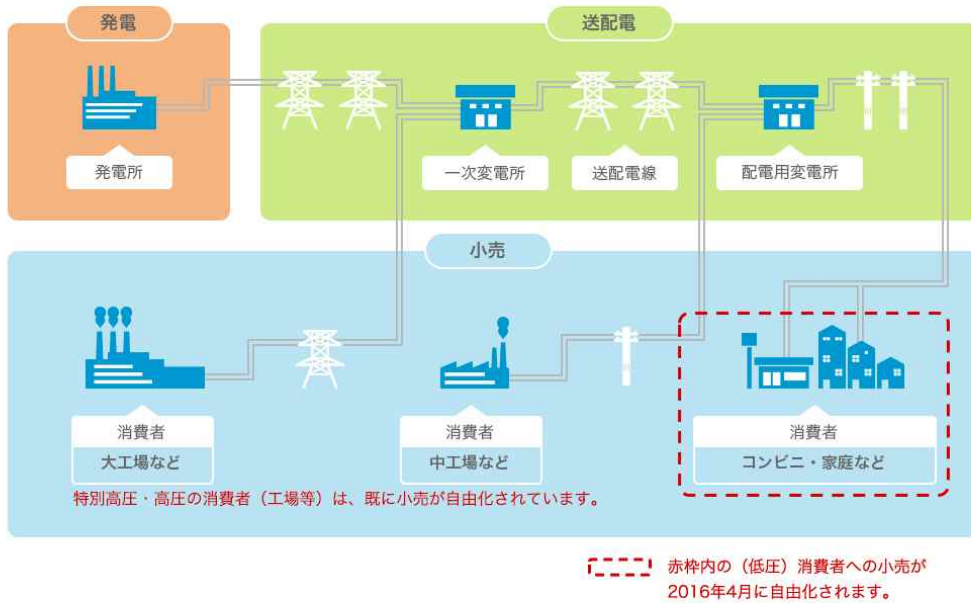 発電
送配電
発電所
一次変電所
送配電線
配電用変電所
小売
消費者
大工場など
消費者
中工場など
消費者
コンビニ・家庭など
特別高圧・高圧の消費者（工場等）は、既に小売が自由化されています。
赤枠内の（低圧）消費者への小売が
2016年4月に自由化されます。